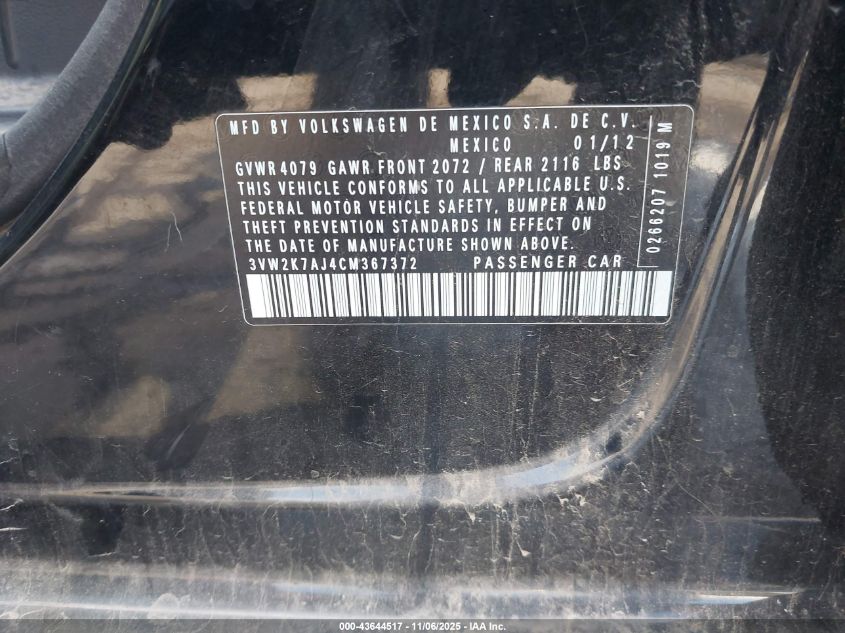 MFD BY VOLKSWAGEN DE MEXICO S.A. DE C.V.
MEXICO 01/12
GVWR 4079 GAWR FRONT 2072 / REAR 2116 LBS
THIS VEHICLE CONFORMS TO ALL APPLICABLE U.S.
FEDERAL MOTOR VEHICLE SAFETY, BUMPER AND
THEFT PREVENTION STANDARDS IN EFFECT ON
THE DATE OF MANUFACTURE SHOWN ABOVE.
3VW2K7AJ4CM367372 PASSENGER CAR
0266207 1019 M
000-43644517 - 11/06/2025 - IAA Inc.